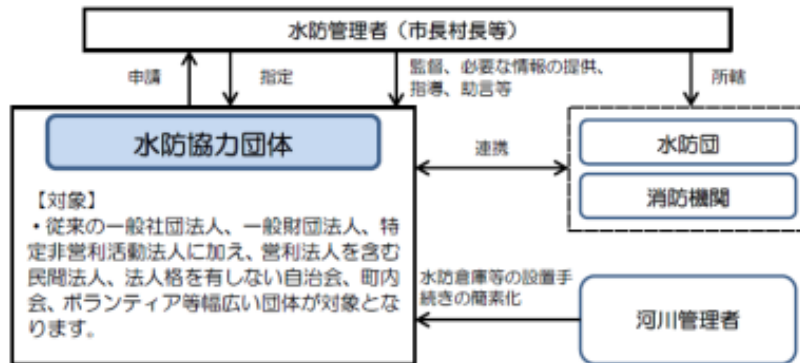 水防管理者（市長村長等）
申請
指定
監督、必要な情報の提供、
指導、助言等
所轄
水防協力団体
連携
水防団
消防機関
【対象】
・従来の一般社団法人、一般財団法人、特
定非営利活動法人に加え、営利法人を含む
民間法人、法人格を有しない自治会、町内
会、ボランティア等幅広い団体が対象とな
ります。
水防倉庫等の設置手
続きの簡素化
河川管理者